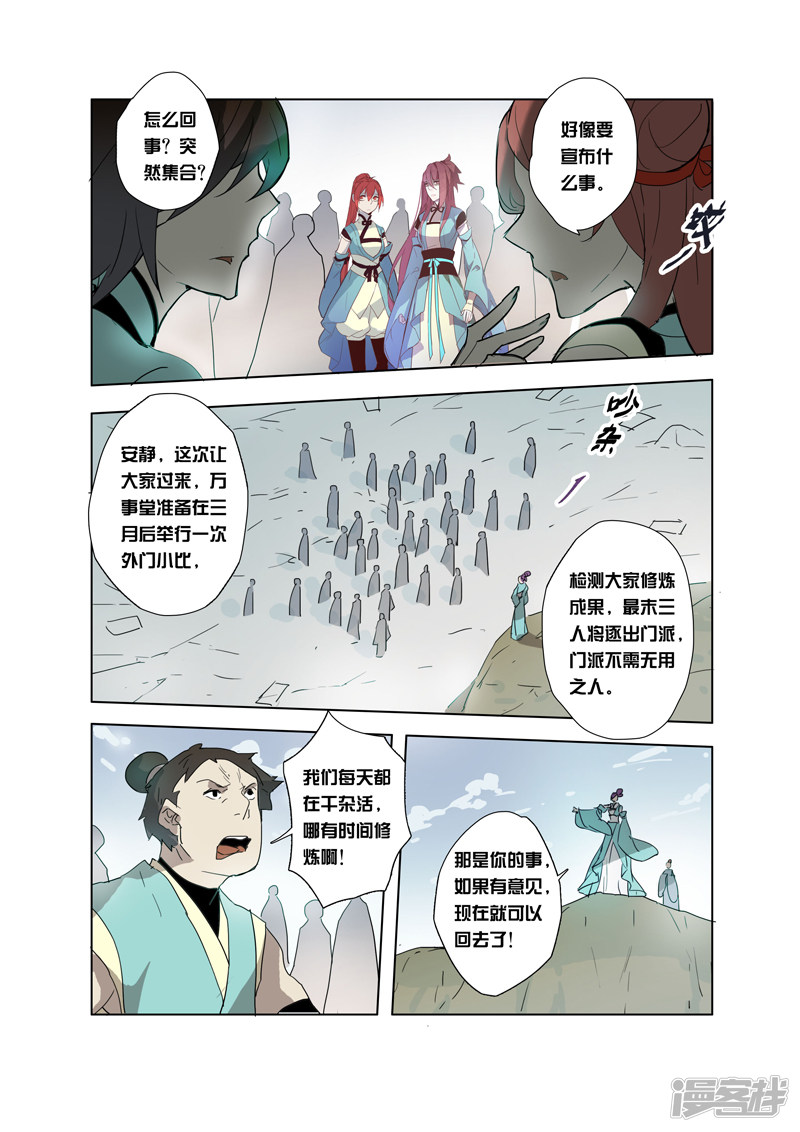 怎么回
事？突
然集合？
好像要
宣布什
么事。
吵杂
安静，这次让
大家过来，万
事堂准备在三
月后举行一次
外门小比，
检测大家修炼
成果，最末三
人将逐出门派，
门派不需无用
之人。
我们每天都
在干杂活，
哪有时间修
炼啊！
那是你的事，
如果有意见，
现在就可以
回去了！
1
漫客栈